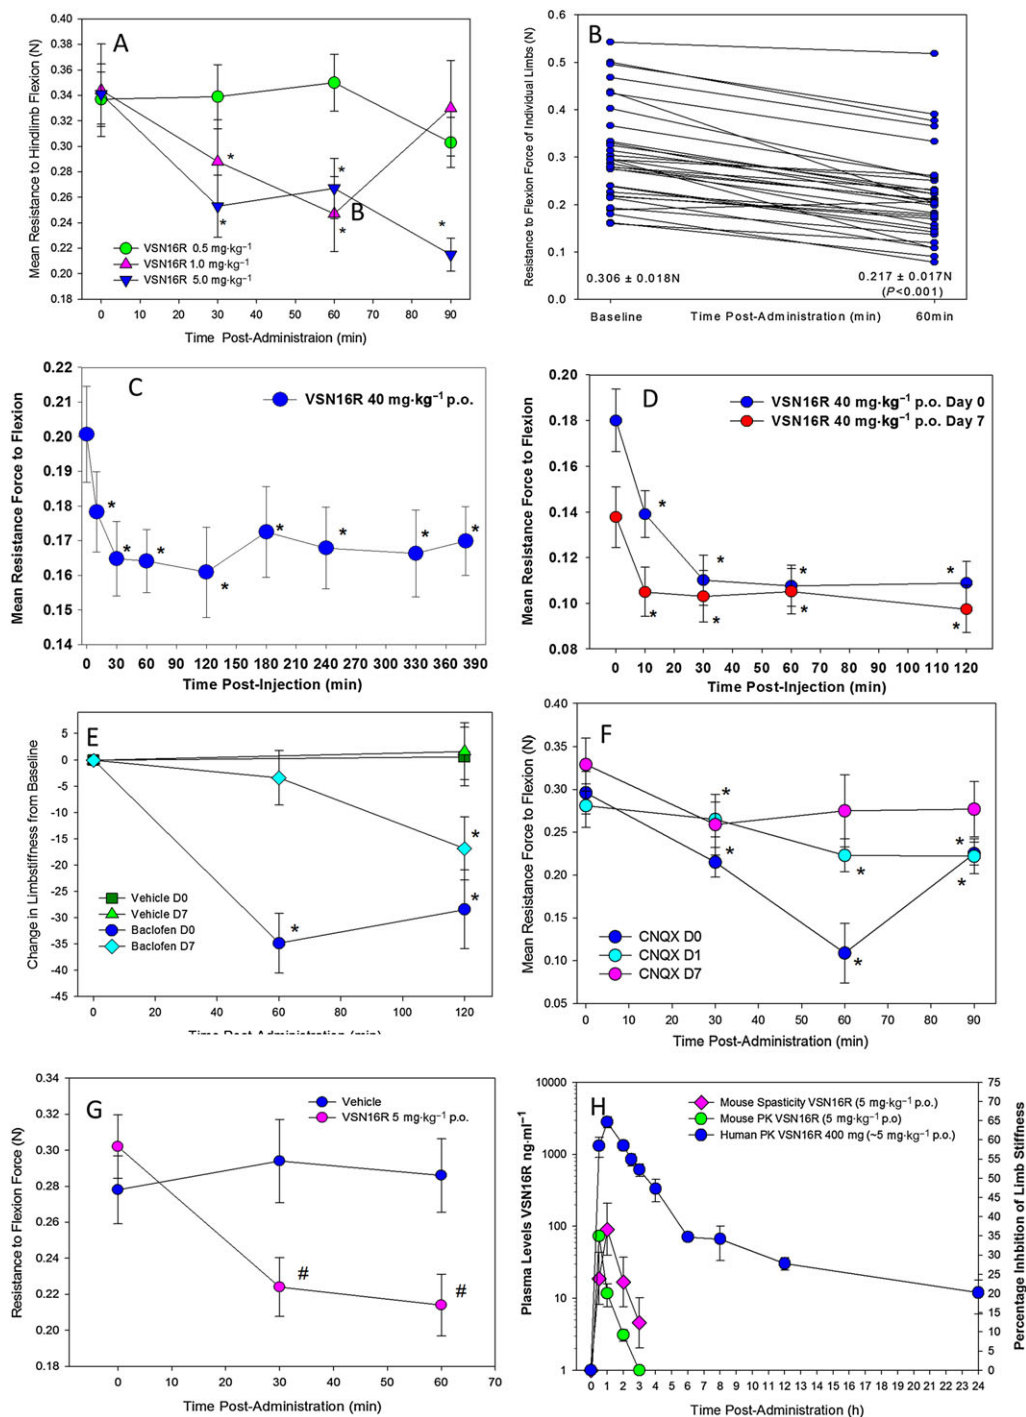 A
Mean Resistance to Hindlimb Flexion (N)
0.40
0.38
0.36
0.34
0.32
0.30
0.28
0.26
0.24
0.22
0.20
0.18
*
*
*
*
*
B
VSN16R 0.5 mg·kg⁻¹
VSN16R 1.0 mg·kg⁻¹
VSN16R 5.0 mg·kg⁻¹
0 10 20 30 40 50 60 70 80 90
Time Post-Administraion (min)
B
Resistance to Flexion Force of Individual Limbs (N)
0.6
0.5
0.4
0.3
0.2
0.1
0.0
0.306 ± 0.018N
0.217 ± 0.017N
(P<0.001)
Baseline Time Post-Administration (min) 60min
C
Mean Resistance Force to Flexion
0.22
0.21
0.20
0.19
0.18
0.17
0.16
0.15
0.14
VSN16R 40 mg·kg⁻¹ p.o.
* * * * * * * *
0 30 60 90 120 150 180 210 240 270 300 330 360 390
Time Post-Injection (min)
D
Mean Resistance Force to Flexion
0.20
0.18
0.16
0.14
0.12
0.10
0.08
VSN16R 40 mg·kg⁻¹ p.o. Day 0
VSN16R 40 mg·kg⁻¹ p.o. Day 7
* * * *
* * * *
0 10 20 30 40 50 60 70 80 90 100 110 120
Time Post-Injection (min)
E
Change in Limbstiffness from Baseline
5
0
-5
-10
-15
-20
-25
-30
-35
-40
-45
*
*
*
Vehicle D0
Vehicle D7
Baclofen D0
Baclofen D7
0 20 40 60 80 100 120
Time Post-Administration (min)
F
Mean Resistance Force to Flexion (N)
0.40
0.35
0.30
0.25
0.20
0.15
0.10
0.05
*
*
*
*
*
*
CNQX D0
CNQX D1
CNQX D7
0 10 20 30 40 50 60 70 80 90
Time Post-Administration (min)
G
Resistance to Flexion Force (N)
0.34
0.32
0.30
0.28
0.26
0.24
0.22
0.20
0.18
Vehicle
VSN16R 5 mg·kg⁻¹ p.o.
#
#
0 10 20 30 40 50 60 70
Time Post-Administration (min)
H
Plasma Levels VSN16R ng·ml⁻¹
10000
1000
100
10
1
Mouse Spasticity VSN16R (5 mg·kg⁻¹ p.o.)
Mouse PK VSN16R (5 mg·kg⁻¹ p.o)
Human PK VSN16R 400 mg (~5 mg·kg⁻¹ p.o.)
75
70
65
60
55
50
45
40
35
30
25
20
15
10
5
0
Percentage Inhbition of Limb Stiffness
0 1 2 3 4 5 6 7 8 9 10 11 12 13 14 15 16 17 18 19 20 21 22 23 24
Time Post-Administration (h)